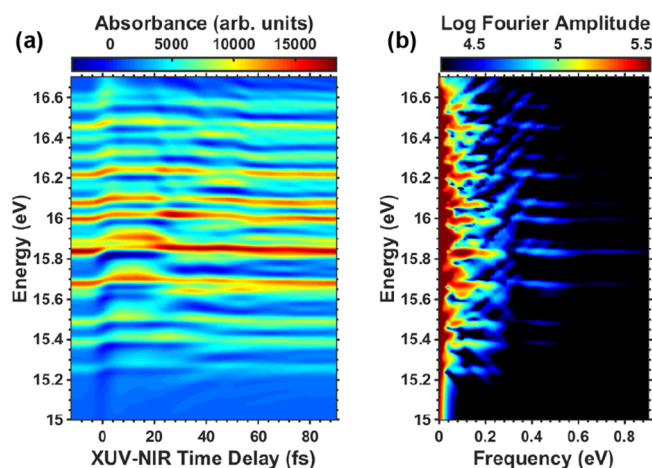 (a)
Absorbance (arb. units)
0 5000 10000 15000
Energy (eV)
16.6
16.4
16.2
16
15.8
15.6
15.4
15.2
15
0 20 40 60 80
XUV-NIR Time Delay (fs)
(b)
Log Fourier Amplitude
4.5 5 5.5
Energy (eV)
16.6
16.4
16.2
16
15.8
15.6
15.4
15.2
15
0 0.2 0.4 0.6 0.8
Frequency (eV)